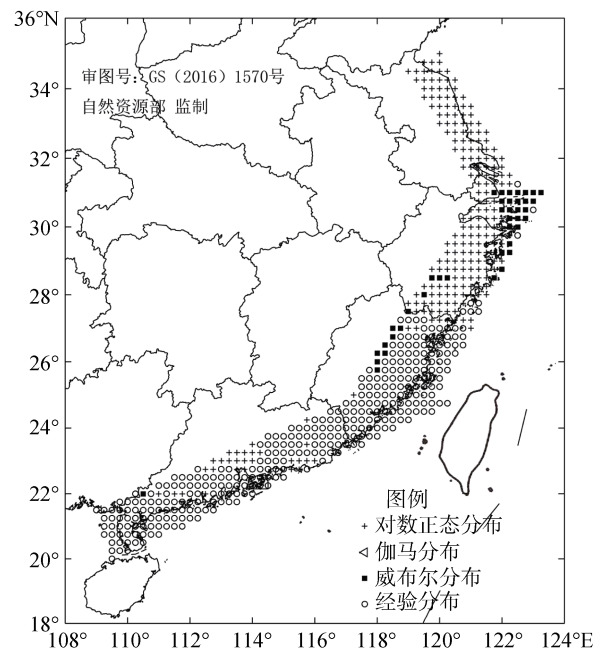 36°N
审图号：GS（2016）1570号
34°
自然资源部 监制
32°
30°
28°
26°
24°
22°
图例
对数正态分布
伽马分布
20°
威布尔分布
经验分布
18°
108° 110° 112° 114° 116° 118° 120° 122° 124°E